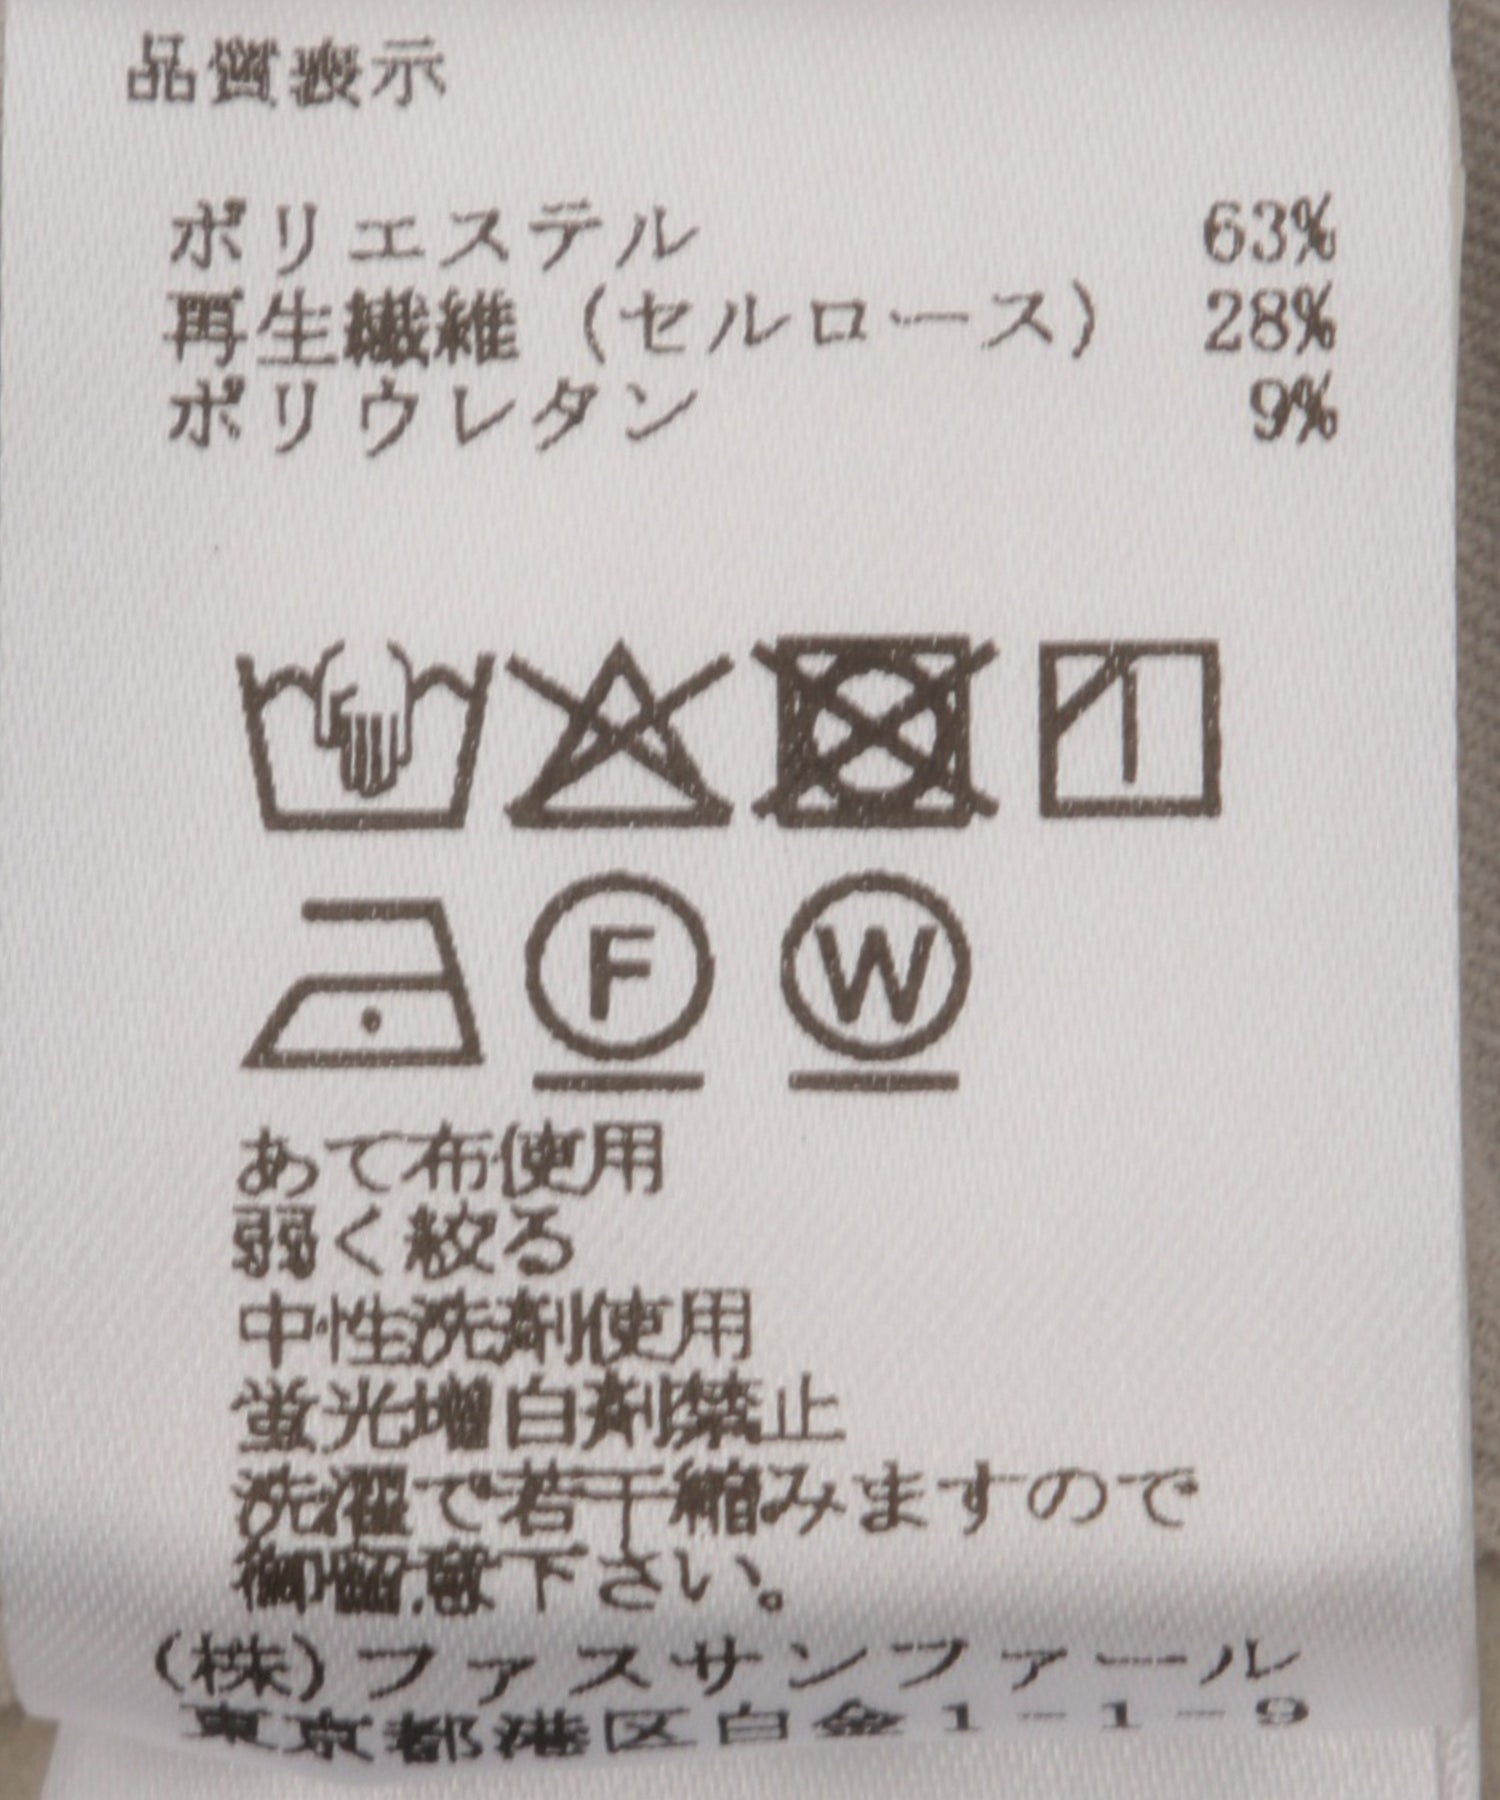 品質表示
ポリエステル 63%
再生繊維(セルロース) 28%
ポリウレタン 9%
F W
あて布使用
弱く絞る
中性洗剤使用
蛍光増白剤禁止
洗濯で若干縮みますので
御留意下さい。
(株)ファスサンファール
東京都港区白金1-1-9